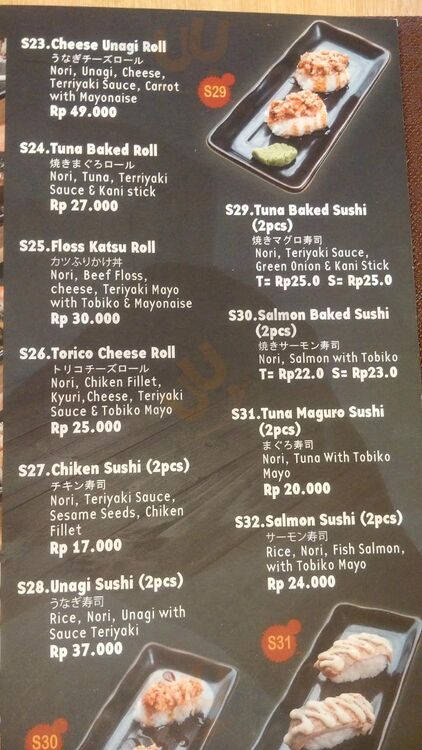 S23.Cheese Unagi Roll
うなぎチーズロール
Nori, Unagi, Cheese,
Terriyaki Sauce, Carrot
with Mayonaise
Rp 49.000
S24.Tuna Baked Roll
焼きまぐろロール
Nori, Tuna, Terriyaki
Sauce & Kani stick
Rp 27.000
S25.Floss Katsu Roll
カツふりかけ丼
Nori, Beef Floss,
cheese, Teriyaki Mayo
with Tobiko & Mayonaise
Rp 30.000
S26.Torico Cheese Roll
トリコチーズロール
Nori, Chiken Fillet,
Kyuri,Cheese, Teriyaki
Sauce & Tobiko Mayo
Rp 25.000
S27.Chiken Sushi (2pcs)
チキン寿司
Nori, Teriyaki Sauce,
Sesame Seeds, Chiken
Fillet
Rp 17.000
S28.Unagi Sushi (2pcs)
うなぎ寿司
Rice, Nori, Unagi with
Sauce Teriyaki
Rp 37.000
S30
S29
S29.Tuna Baked Sushi
(2pcs)
焼きマグロ寿司
Nori, Teriyaki Sauce,
Green Onion & Kani Stick
T= Rp25.0 S= Rp25.0
S30.Salmon Baked Sushi
(2pcs)
焼きサーモン寿司
Nori, Salmon with Tobiko
T= Rp22.0 S= Rp23.0
S31.Tuna Maguro Sushi
(2pcs)
まぐろ寿司
Nori, Tuna With Tobiko
Mayo
Rp 20.000
S32.Salmon Sushi (2pcs)
サーモン寿司
Rice, Nori, Fish Salmon,
with Tobiko Mayo
Rp 24.000
S31